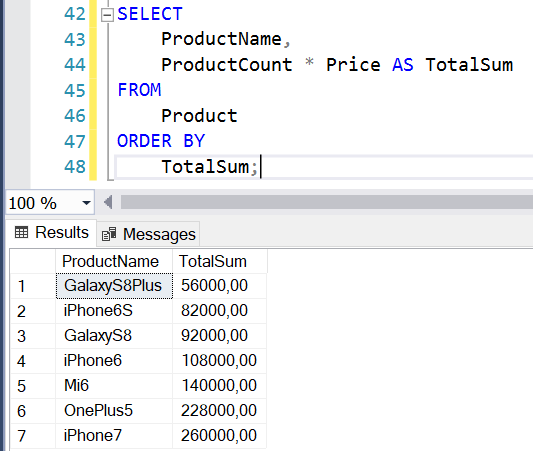 42 SELECT
43 ProductName,
44 ProductCount * Price AS TotalSum
45 FROM
46 Product
47 ORDER BY
48 TotalSum;
100 %
Results Messages
ProductName TotalSum
1 GalaxyS8Plus 56000,00
2 iPhone6S 82000,00
3 GalaxyS8 92000,00
4 iPhone6 108000,00
5 Mi6 140000,00
6 OnePlus5 228000,00
7 iPhone7 260000,00